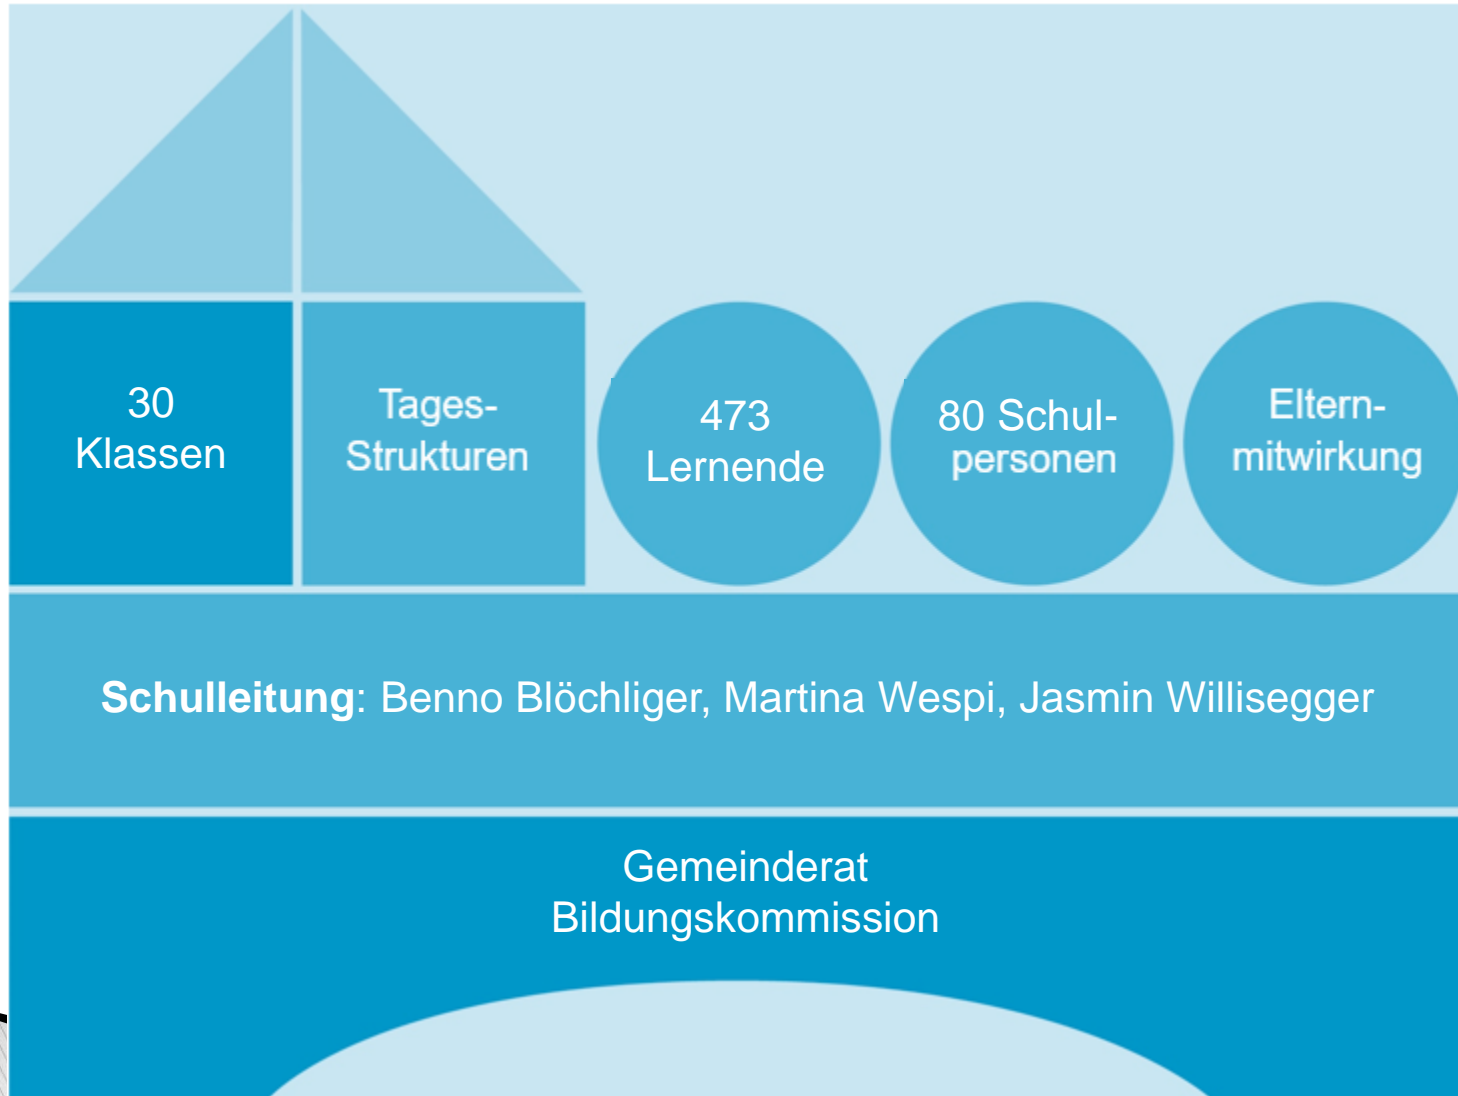 30
Klassen
Tages-
Strukturen
473
Lernende
80 Schul-
personen
Eltern-
mitwirkung
Schulleitung: Benno Blöchliger, Martina Wespi, Jasmin Willisegger
Gemeinderat
Bildungskommission